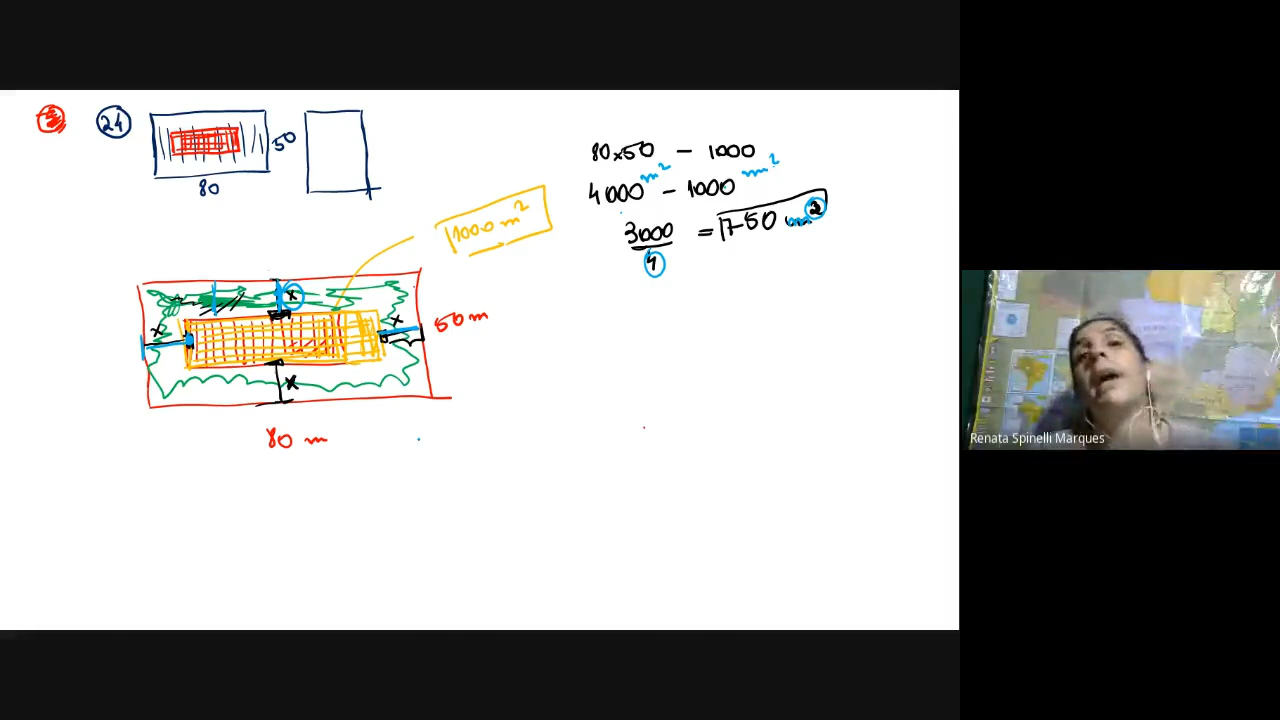 24
50
80
80x50 - 1000
4000 m² - 1000 m²
3000 = 750 m²
4
1000 m²
x
x
x
50 m
x
80 m
Renata Spinelli Marques